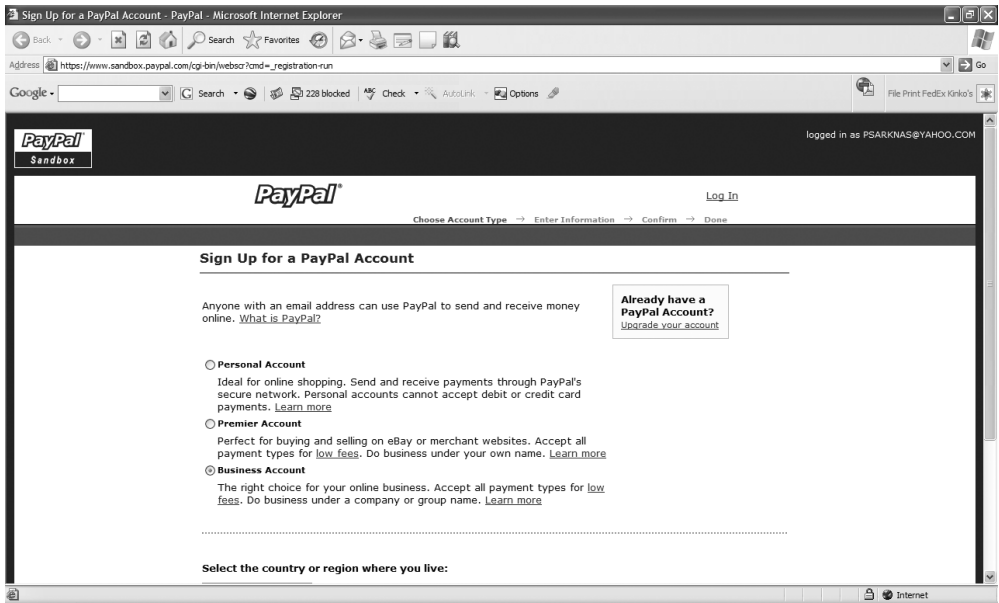 Sign Up for a PayPal Account - PayPal - Microsoft Internet Explorer
Back Search Favorites
Address https://www.sandbox.paypal.com/cgi-bin/webscr?cmd=_registration-run Go
Google Search 228 blocked ABC Check AutoLink Options File Print FedEx Kinko's
PayPal
Sandbox
logged in as PSARKNAS@YAHOO.COM
PayPal® Log In
Choose Account Type → Enter Information → Confirm → Done
Sign Up for a PayPal Account
Anyone with an email address can use PayPal to send and receive money
online. What is PayPal?
Already have a
PayPal Account?
Upgrade your account
Personal Account
Ideal for online shopping. Send and receive payments through PayPal's
secure network. Personal accounts cannot accept debit or credit card
payments. Learn more
Premier Account
Perfect for buying and selling on eBay or merchant websites. Accept all
payment types for low fees. Do business under your own name. Learn more
Business Account
The right choice for your online business. Accept all payment types for low
fees. Do business under a company or group name. Learn more
Select the country or region where you live:
Internet